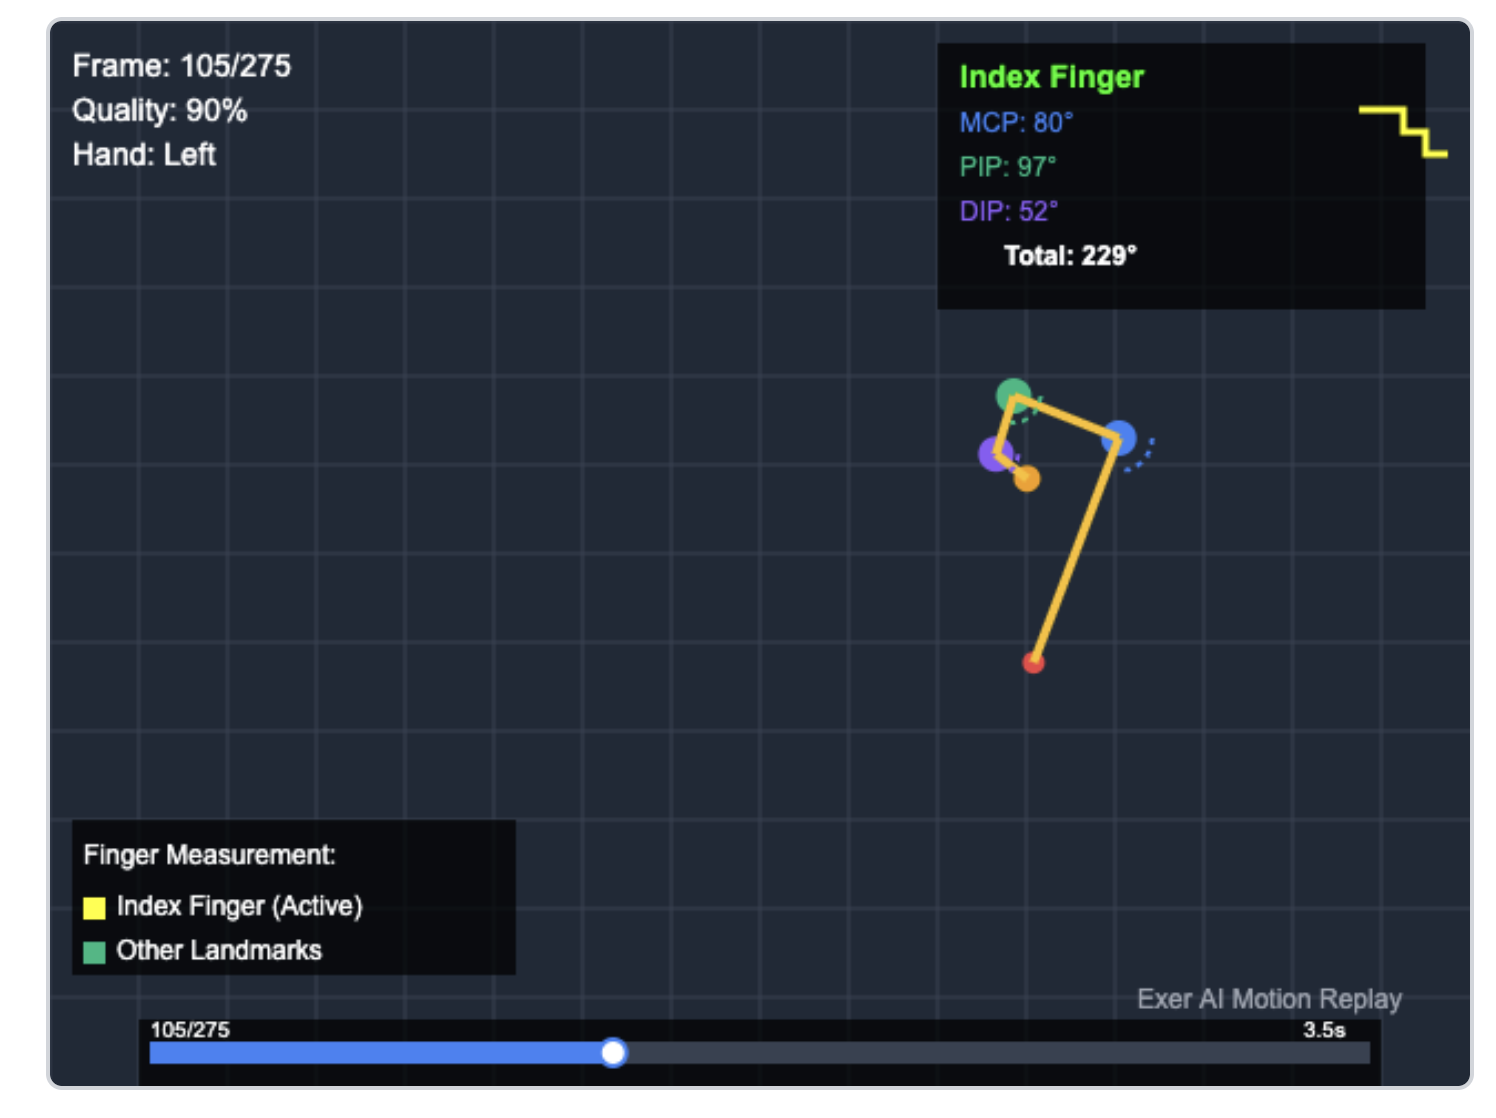 Frame: 105/275
Quality: 90%
Hand: Left
Index Finger
MCP: 80°
PIP: 97°
DIP: 52°
Total: 229°
Finger Measurement:
Index Finger (Active)
Other Landmarks
Exer AI Motion Replay
105/275
3.5s